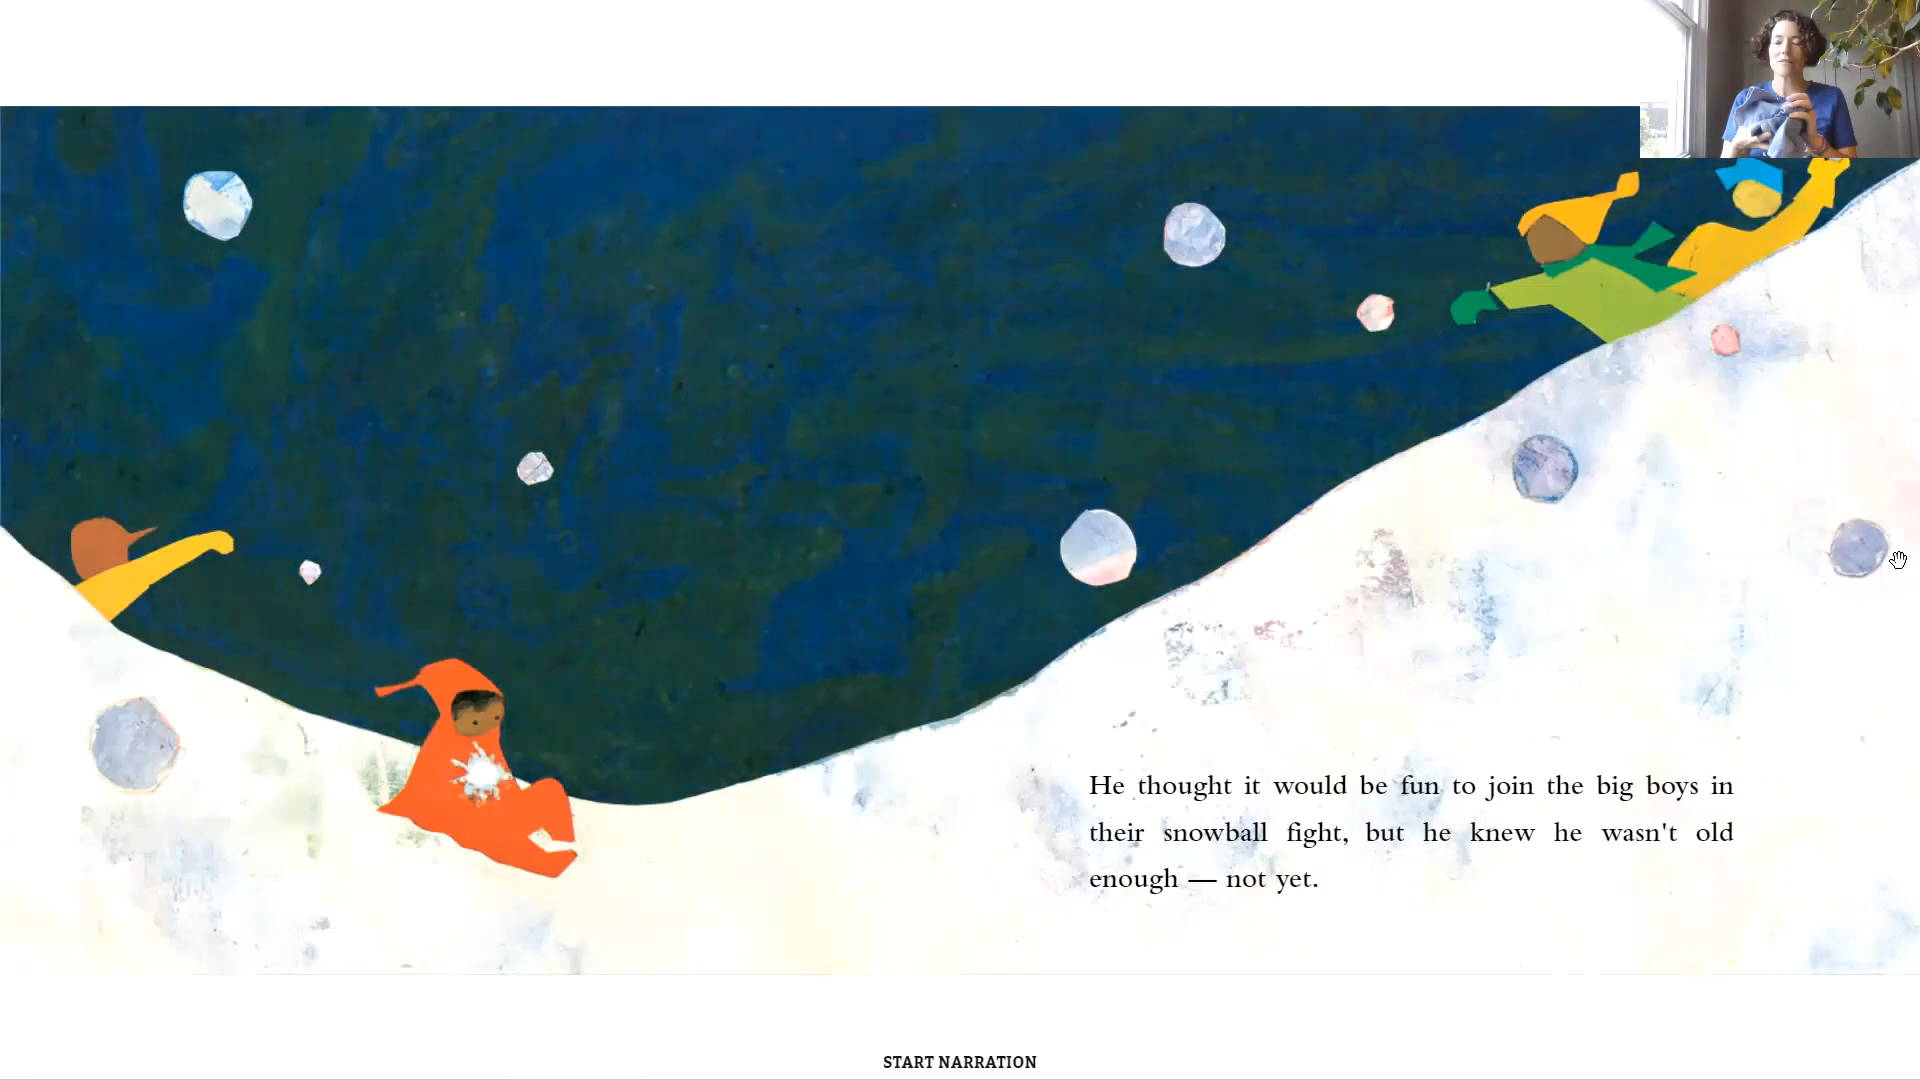 He thought it would be fun to join the big boys in
their snowball fight, but he knew he wasn't old
enough — not yet.
START NARRATION